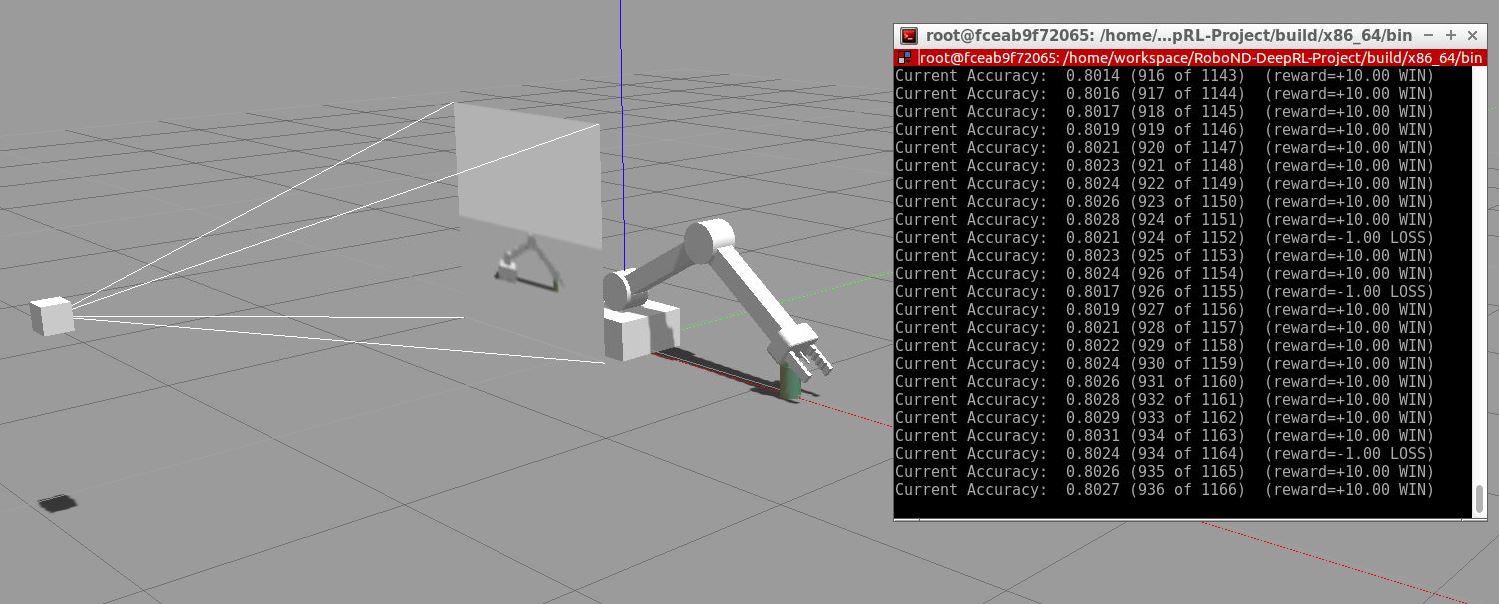 root@fceab9f72065: /home/...pRL-Project/build/x86_64/bin
root@fceab9f72065: /home/workspace/RoboND-DeepRL-Project/build/x86_64/bin
Current Accuracy:  0.8014 (916 of 1143)  (reward=+10.00 WIN)
Current Accuracy:  0.8016 (917 of 1144)  (reward=+10.00 WIN)
Current Accuracy:  0.8017 (918 of 1145)  (reward=+10.00 WIN)
Current Accuracy:  0.8019 (919 of 1146)  (reward=+10.00 WIN)
Current Accuracy:  0.8021 (920 of 1147)  (reward=+10.00 WIN)
Current Accuracy:  0.8023 (921 of 1148)  (reward=+10.00 WIN)
Current Accuracy:  0.8024 (922 of 1149)  (reward=+10.00 WIN)
Current Accuracy:  0.8026 (923 of 1150)  (reward=+10.00 WIN)
Current Accuracy:  0.8028 (924 of 1151)  (reward=+10.00 WIN)
Current Accuracy:  0.8021 (924 of 1152)  (reward=-1.00 LOSS)
Current Accuracy:  0.8023 (925 of 1153)  (reward=+10.00 WIN)
Current Accuracy:  0.8024 (926 of 1154)  (reward=+10.00 WIN)
Current Accuracy:  0.8017 (926 of 1155)  (reward=-1.00 LOSS)
Current Accuracy:  0.8019 (927 of 1156)  (reward=+10.00 WIN)
Current Accuracy:  0.8021 (928 of 1157)  (reward=+10.00 WIN)
Current Accuracy:  0.8022 (929 of 1158)  (reward=+10.00 WIN)
Current Accuracy:  0.8024 (930 of 1159)  (reward=+10.00 WIN)
Current Accuracy:  0.8026 (931 of 1160)  (reward=+10.00 WIN)
Current Accuracy:  0.8028 (932 of 1161)  (reward=+10.00 WIN)
Current Accuracy:  0.8029 (933 of 1162)  (reward=+10.00 WIN)
Current Accuracy:  0.8031 (934 of 1163)  (reward=+10.00 WIN)
Current Accuracy:  0.8024 (934 of 1164)  (reward=-1.00 LOSS)
Current Accuracy:  0.8026 (935 of 1165)  (reward=+10.00 WIN)
Current Accuracy:  0.8027 (936 of 1166)  (reward=+10.00 WIN)